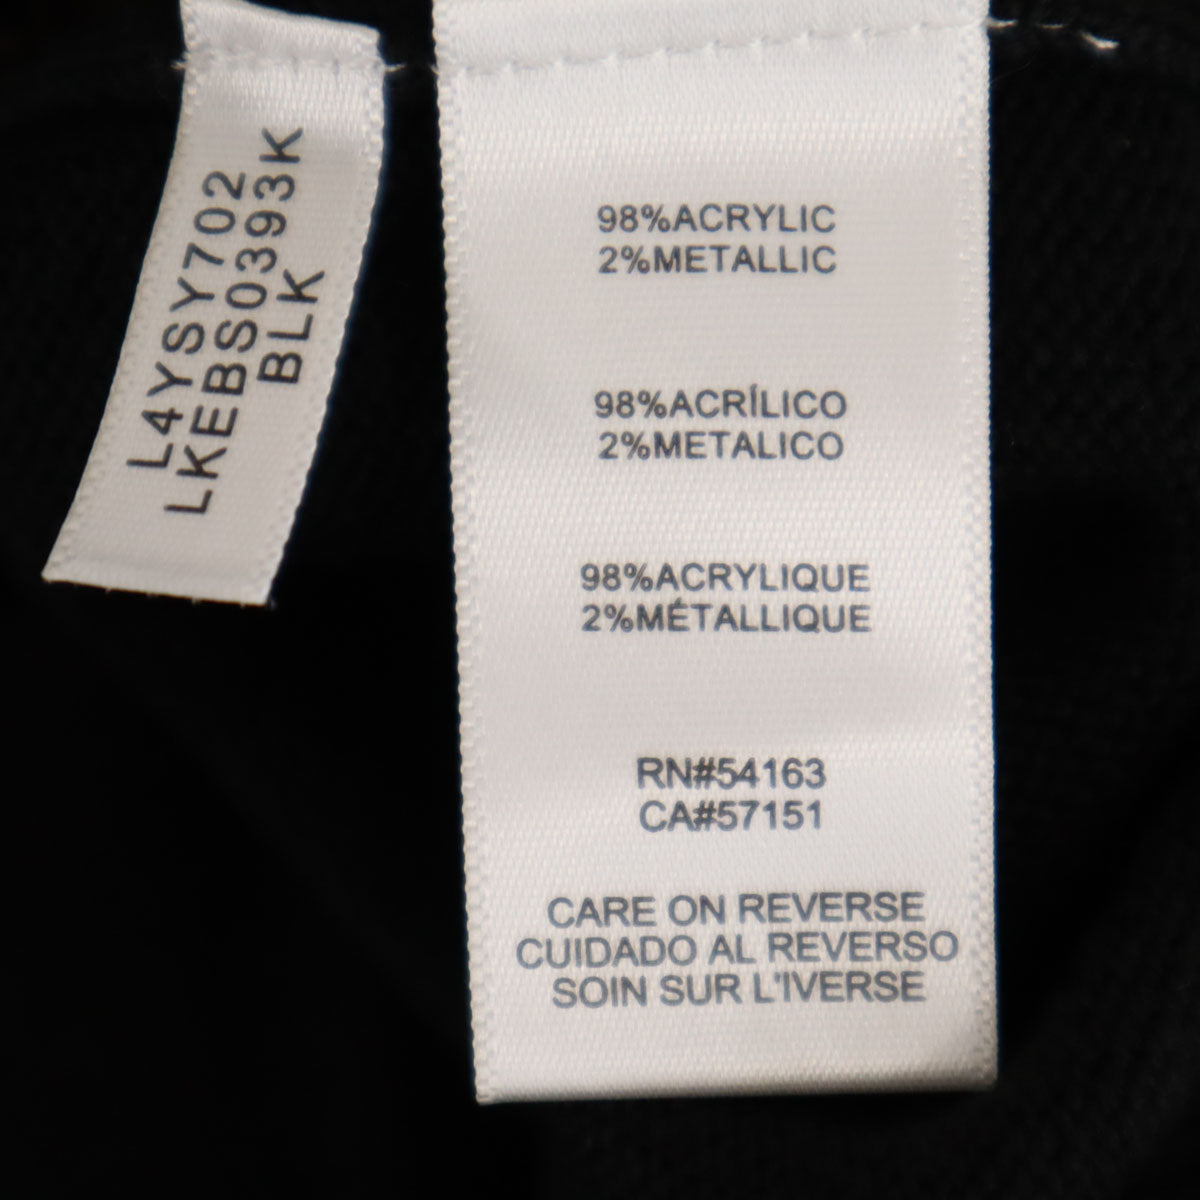 L4YSY702
LKEBS0393K
BLK
98%ACRYLIC
2%METALLIC
98%ACRÍLICO
2%METALICO
98%ACRYLIQUE
2%MÉTALLIQUE
RN#54163
CA#57151
CARE ON REVERSE
CUIDADO AL REVERSO
SOIN SUR L'IVERSE